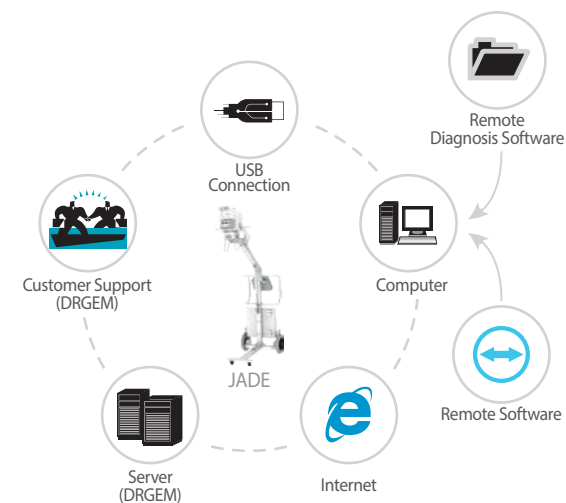 Remote
Diagnosis Software
USB
Connection
Customer Support
(DRGEM)
Computer
JADE
Remote Software
Server
(DRGEM)
Internet